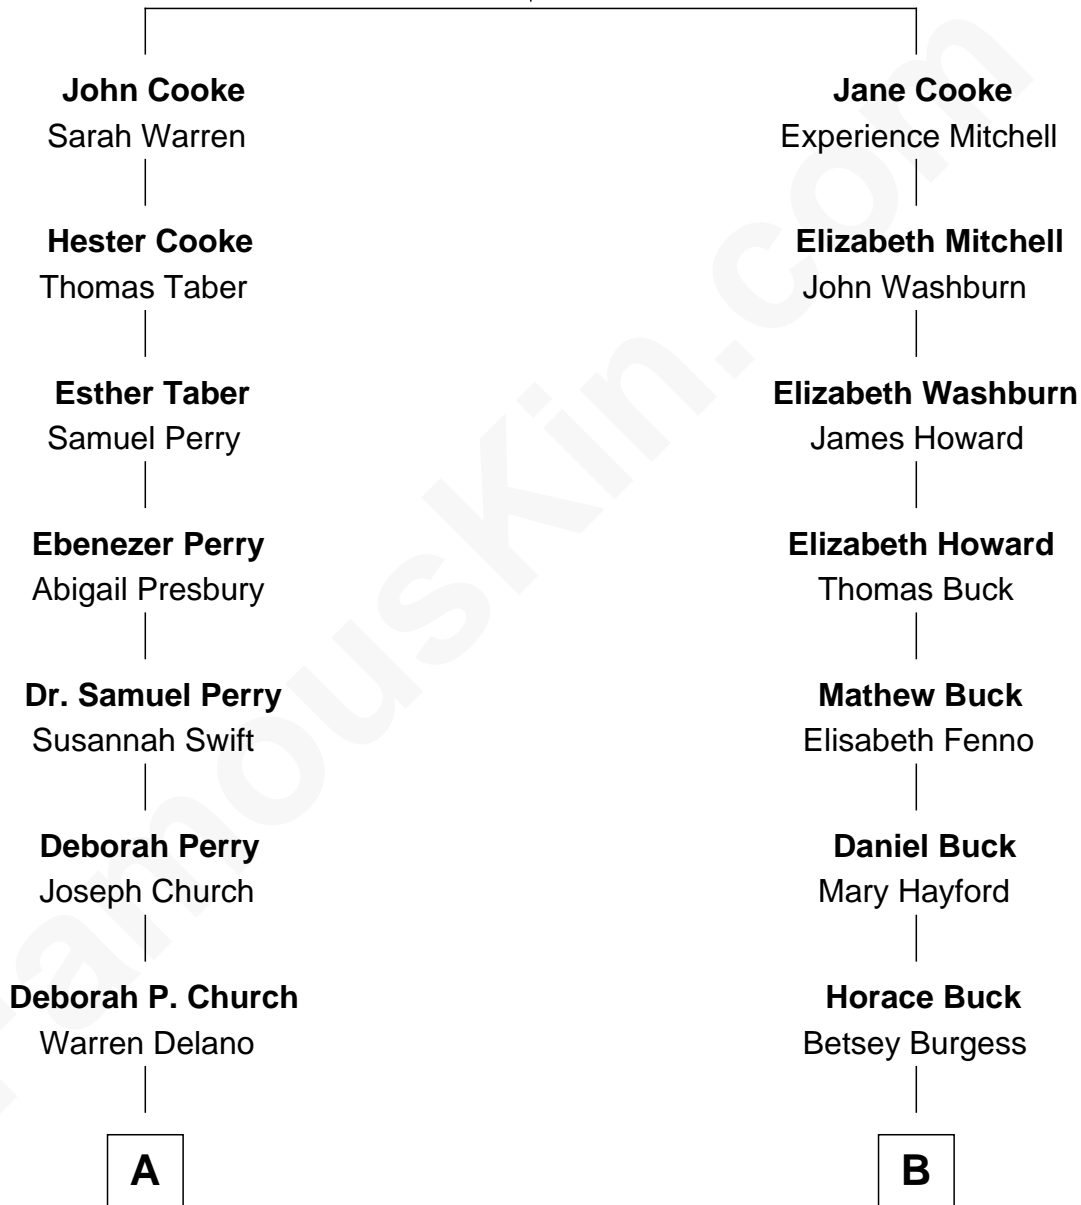 John Cooke
Sarah Warren
Jane Cooke
Experience Mitchell
Hester Cooke
Thomas Taber
Elizabeth Mitchell
John Washburn
Esther Taber
Samuel Perry
Elizabeth Washburn
James Howard
Ebenezer Perry
Abigail Presbury
Elizabeth Howard
Thomas Buck
Dr. Samuel Perry
Susannah Swift
Mathew Buck
Elisabeth Fenno
Deborah Perry
Joseph Church
Daniel Buck
Mary Hayford
Deborah P. Church
Warren Delano
Horace Buck
Betsey Burgess
A
B
FamousKin.com